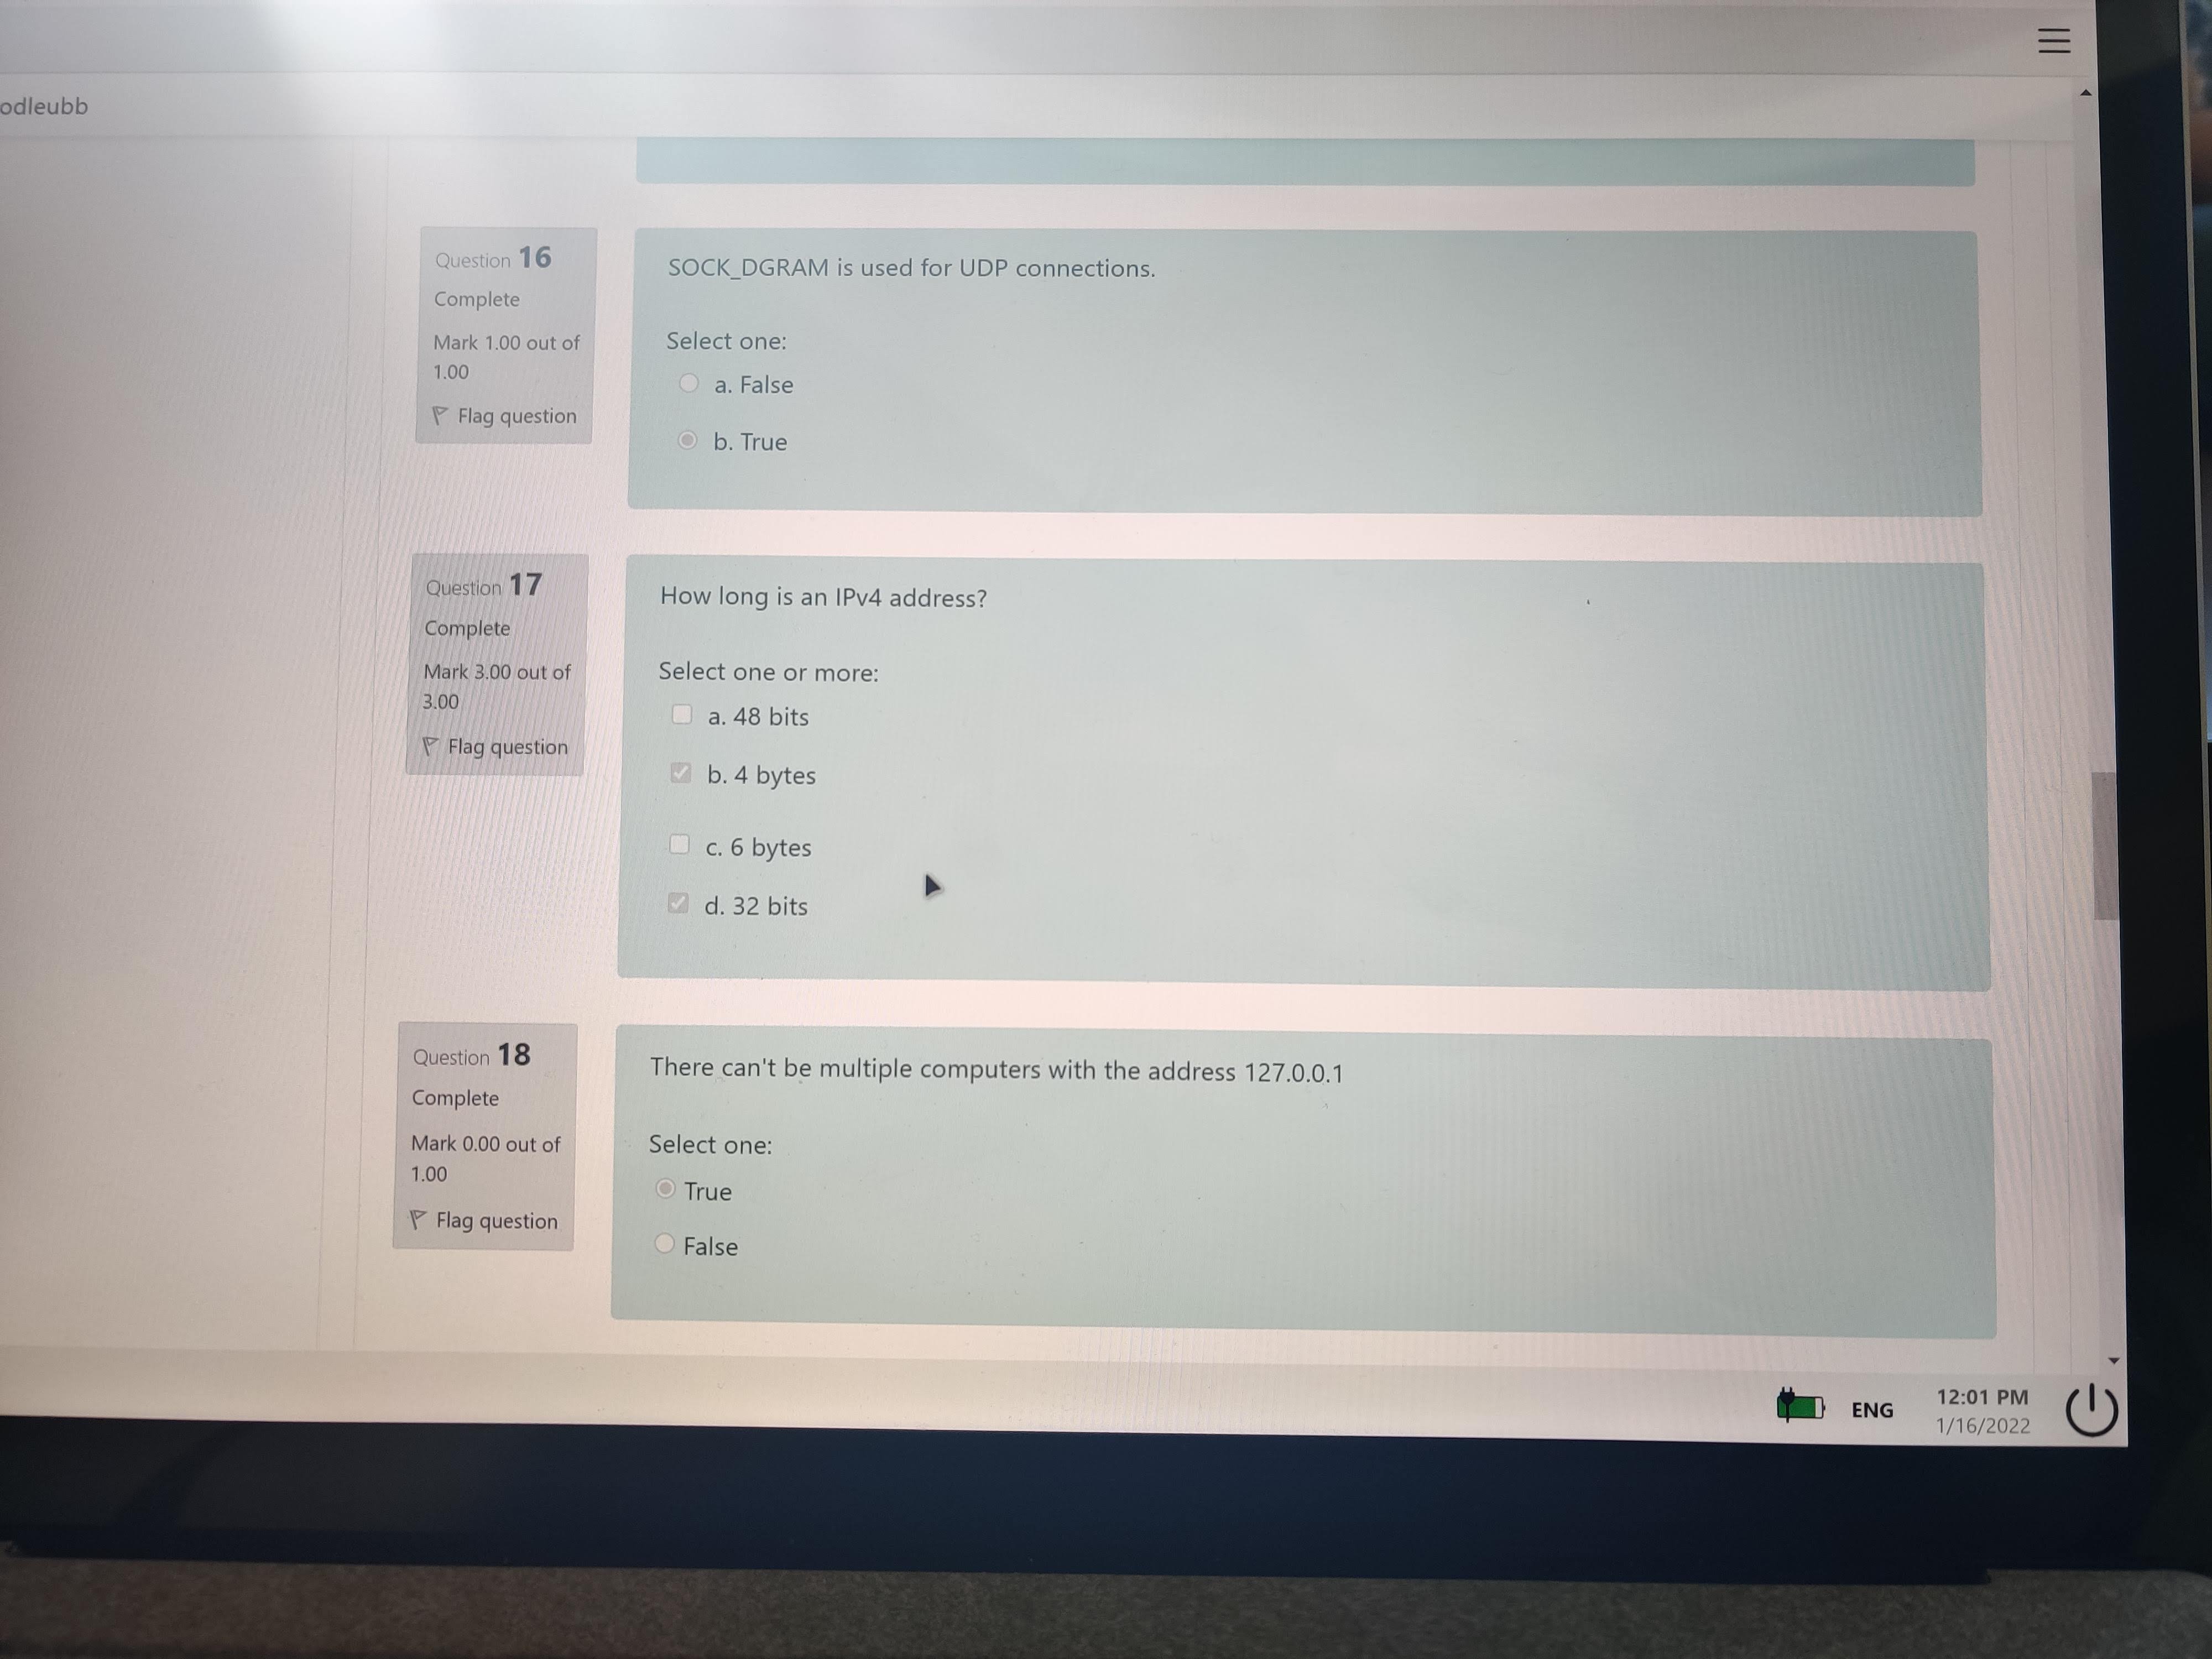 odleubb
Question 16
Complete
Mark 1.00 out of
1.00
Flag question
SOCK_DGRAM is used for UDP connections.
Select one:
a. False
b. True
Question 17
Complete
Mark 3.00 out of
3.00
Flag question
How long is an IPv4 address?
Select one or more:
a. 48 bits
b. 4 bytes
c. 6 bytes
d. 32 bits
Question 18
Complete
Mark 0.00 out of
1.00
Flag question
There can't be multiple computers with the address 127.0.0.1
Select one:
True
False
ENG
12:01 PM
1/16/2022